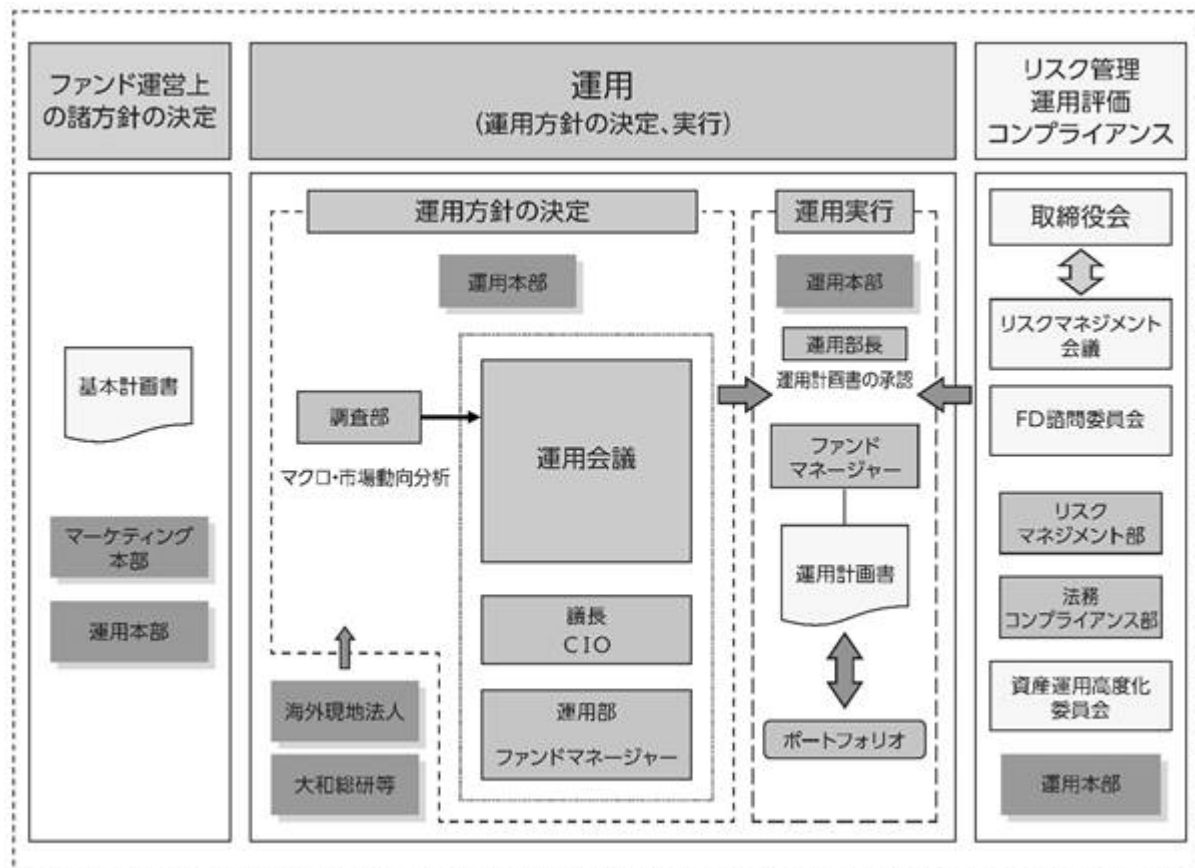 ファンド運営上
の諸方針の決定
運用
(運用方針の決定、実行)
リスク管理
運用評価
コンプライアンス
基本計画書
マーケティング
本部
運用本部
運用方針の決定
運用本部
調査部
マクロ・市場動向分析
運用会議
議長
CIO
運用部
ファンドマネージャー
海外現地法人
大和総研等
運用実行
運用本部
運用部長
運用計画書の承認
ファンド
マネージャー
運用計画書
ポートフォリオ
取締役会
リスクマネジメント
会議
FD諮問委員会
リスク
マネジメント部
法務
コンプライアンス部
資産運用高度化
委員会
運用本部